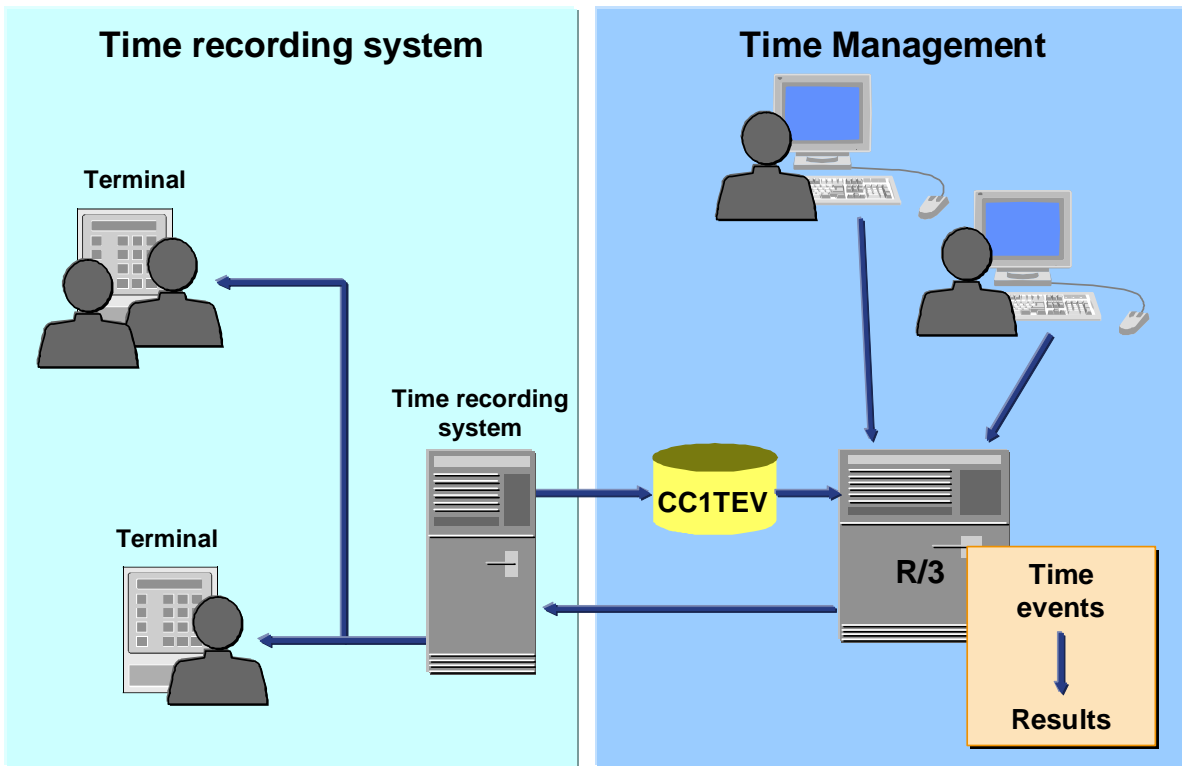 Time recording system
Terminal
Time recording
system
Terminal
Time Management
CC1TEV
R/3
Time
events
Results